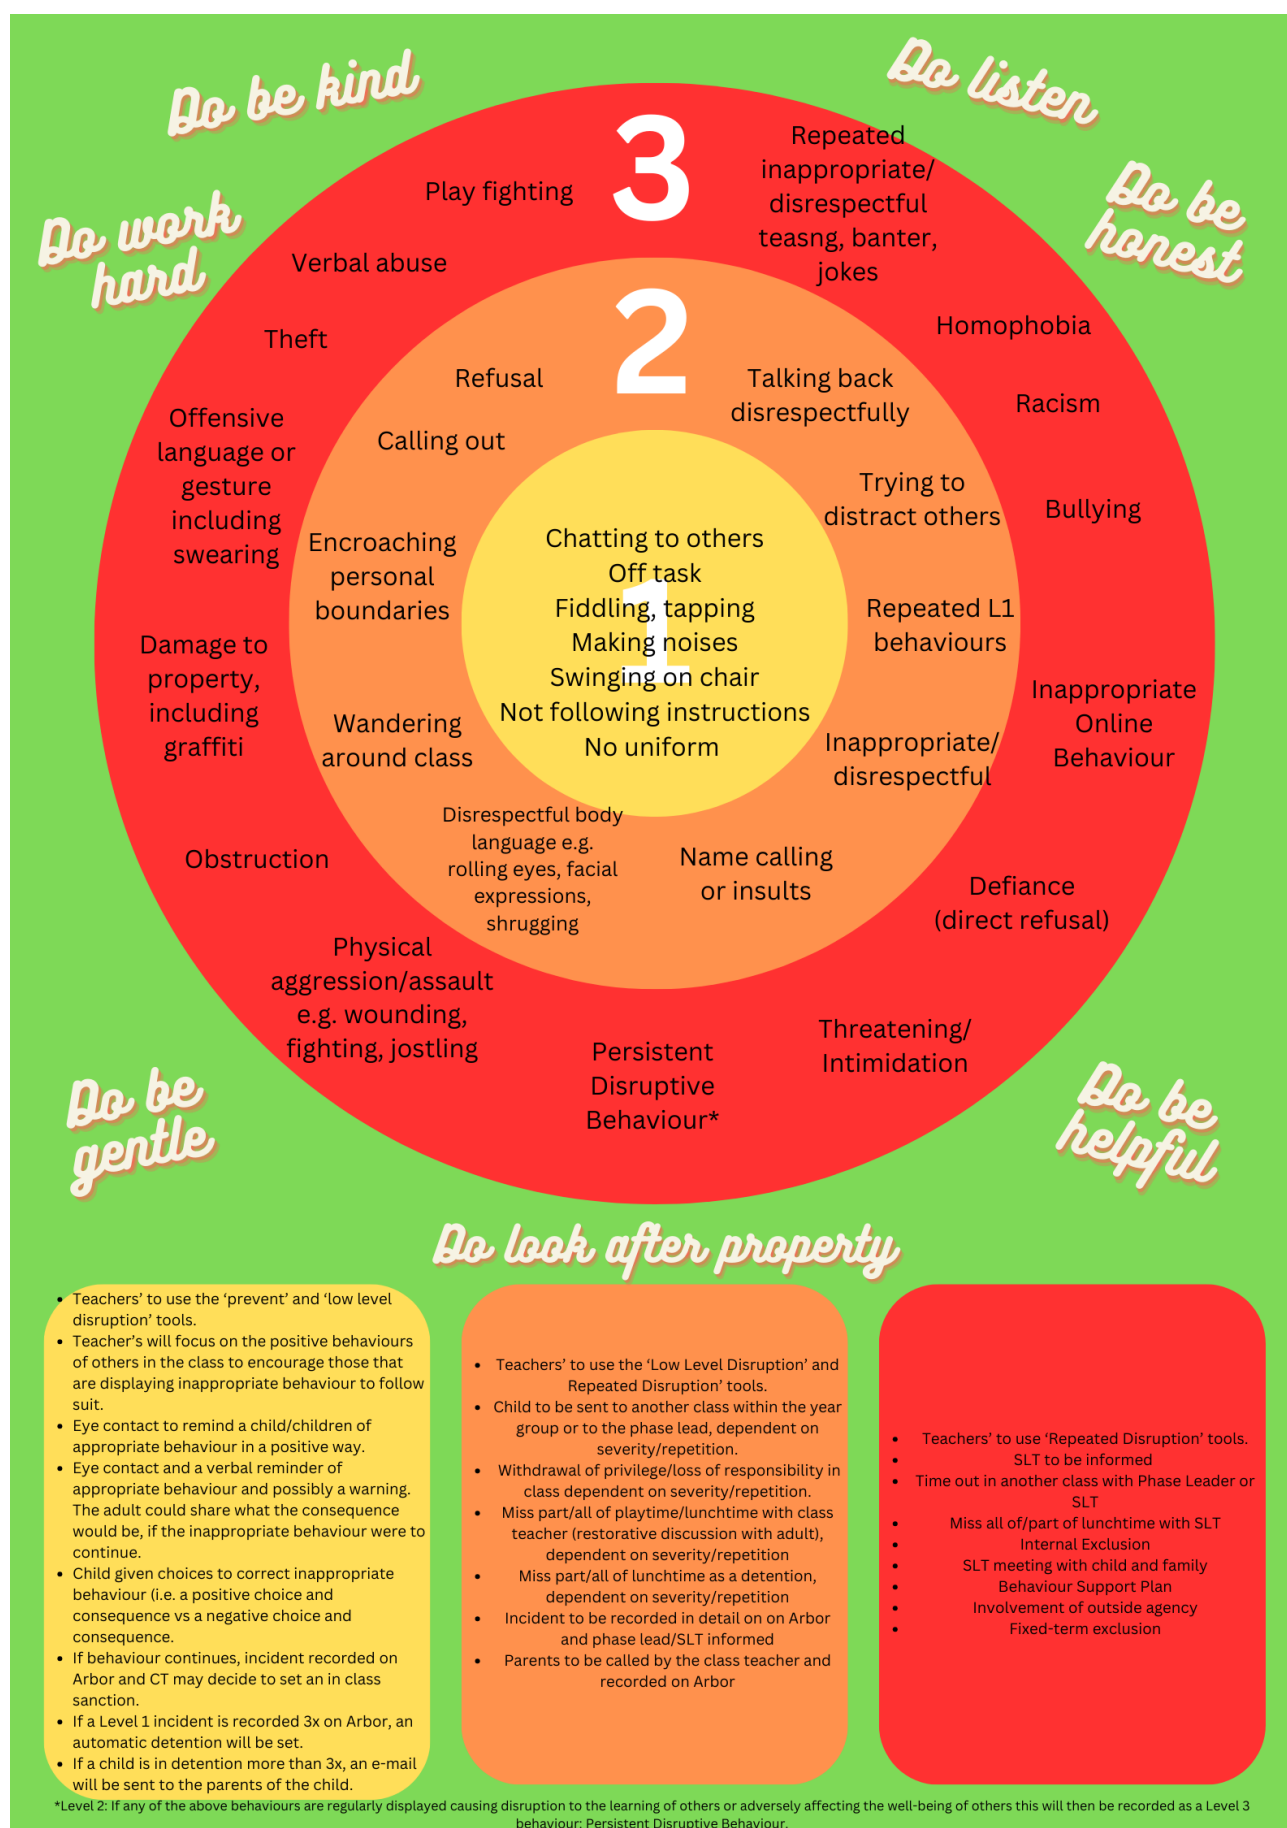 Do be kind
Do listen
Do work
hard
Do be
honest
3
Play fighting
Verbal abuse
Theft
Offensive
language or
gesture
including
swearing
Damage to
property,
including
graffiti
Obstruction
Physical
aggression/assault
e.g. wounding,
fighting, jostling
Persistent
Disruptive
Behaviour*
Threatening/
Intimidation
Defiance
(direct refusal)
Inappropriate
Online
Behaviour
Bullying
Racism
Homophobia
Repeated
inappropriate/
disrespectful
teasng, banter,
jokes
2
Refusal
Calling out
Encroaching
personal
boundaries
Wandering
around class
Disrespectful body
language e.g.
rolling eyes, facial
expressions,
shrugging
Name calling
or insults
Inappropriate/
disrespectful
Repeated L1
behaviours
Trying to
distract others
Talking back
disrespectfully
1
Chatting to others
Off task
Fiddling, tapping
Making noises
Swinging on chair
Not following instructions
No uniform
Do be
gentle
Do be
helpful
Do look after property
• Teachers’ to use the ‘prevent’ and ‘low level
disruption’ tools.
• Teacher’s will focus on the positive behaviours
of others in the class to encourage those that
are displaying inappropriate behaviour to follow
suit.
• Eye contact to remind a child/children of
appropriate behaviour in a positive way.
• Eye contact and a verbal reminder of
appropriate behaviour and possibly a warning.
The adult could share what the consequence
would be, if the inappropriate behaviour were to
continue.
• Child given choices to correct inappropriate
behaviour (i.e. a positive choice and
consequence vs a negative choice and
consequence.
• If behaviour continues, incident recorded on
Arbor and CT may decide to set an in class
sanction.
• If a Level 1 incident is recorded 3x on Arbor, an
automatic detention will be set.
• If a child is in detention more than 3x, an e-mail
will be sent to the parents of the child.
• Teachers’ to use the ‘Low Level Disruption’ and
Repeated Disruption’ tools.
• Child to be sent to another class within the year
group or to the phase lead, dependent on
severity/repetition.
• Withdrawal of privilege/loss of responsibility in
class dependent on severity/repetition.
• Miss part/all of playtime/lunchtime with class
teacher (restorative discussion with adult),
dependent on severity/repetition
• Miss part/all of lunchtime as a detention,
dependent on severity/repetition
• Incident to be recorded in detail on on Arbor
and phase lead/SLT informed
• Parents to be called by the class teacher and
recorded on Arbor
• Teachers’ to use ‘Repeated Disruption’ tools.
• SLT to be informed
• Time out in another class with Phase Leader or
SLT
• Miss all of/part of lunchtime with SLT
• Internal Exclusion
• SLT meeting with child and family
• Behaviour Support Plan
• Involvement of outside agency
• Fixed-term exclusion
*Level 2: If any of the above behaviours are regularly displayed causing disruption to the learning of others or adversely affecting the well-being of others this will then be recorded as a Level 3
behaviour: Persistent Disruptive Behaviour.